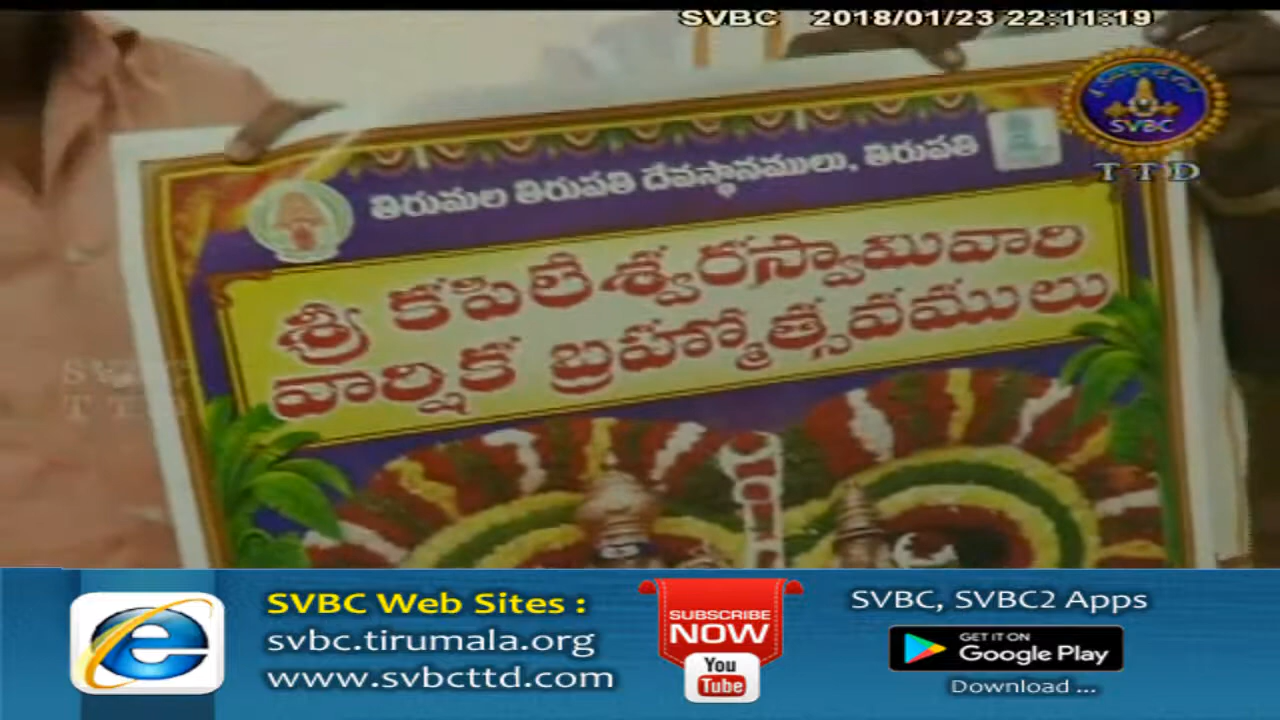 SVBC 2018/01/23 22:11:19
SVBC
TTD
తిరుమల తిరుపతి దేవస్థానములు, తిరుపతి
శ్రీ కపిలేశ్వరస్వామివారి
వార్షిక బ్రహ్మోత్సవములు
SVBC Web Sites :
svbc.tirumala.org
www.svbcttd.com
SUBSCRIBE
NOW
You
Tube
SVBC, SVBC2 Apps
GET IT ON
Google Play
Download ...